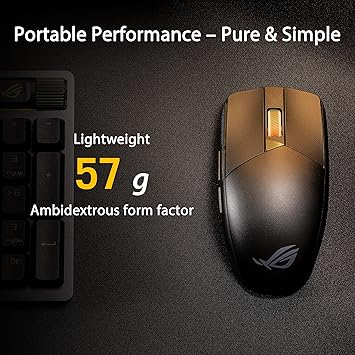 Portable Performance – Pure & Simple
Lightweight
57 g
Ambidextrous form factor